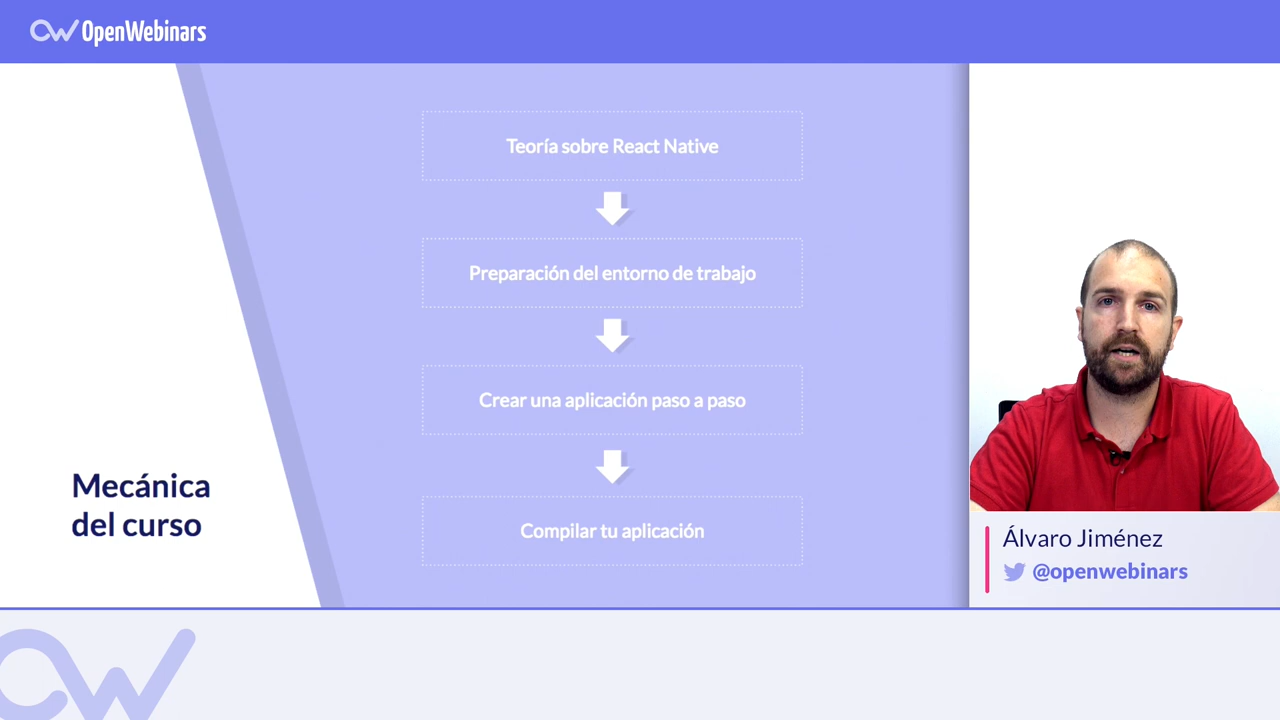 OpenWebinars
Teoría sobre React Native
Preparación del entorno de trabajo
Crear una aplicación paso a paso
Compilar tu aplicación
Mecánica
del curso
Álvaro Jiménez
@openwebinars